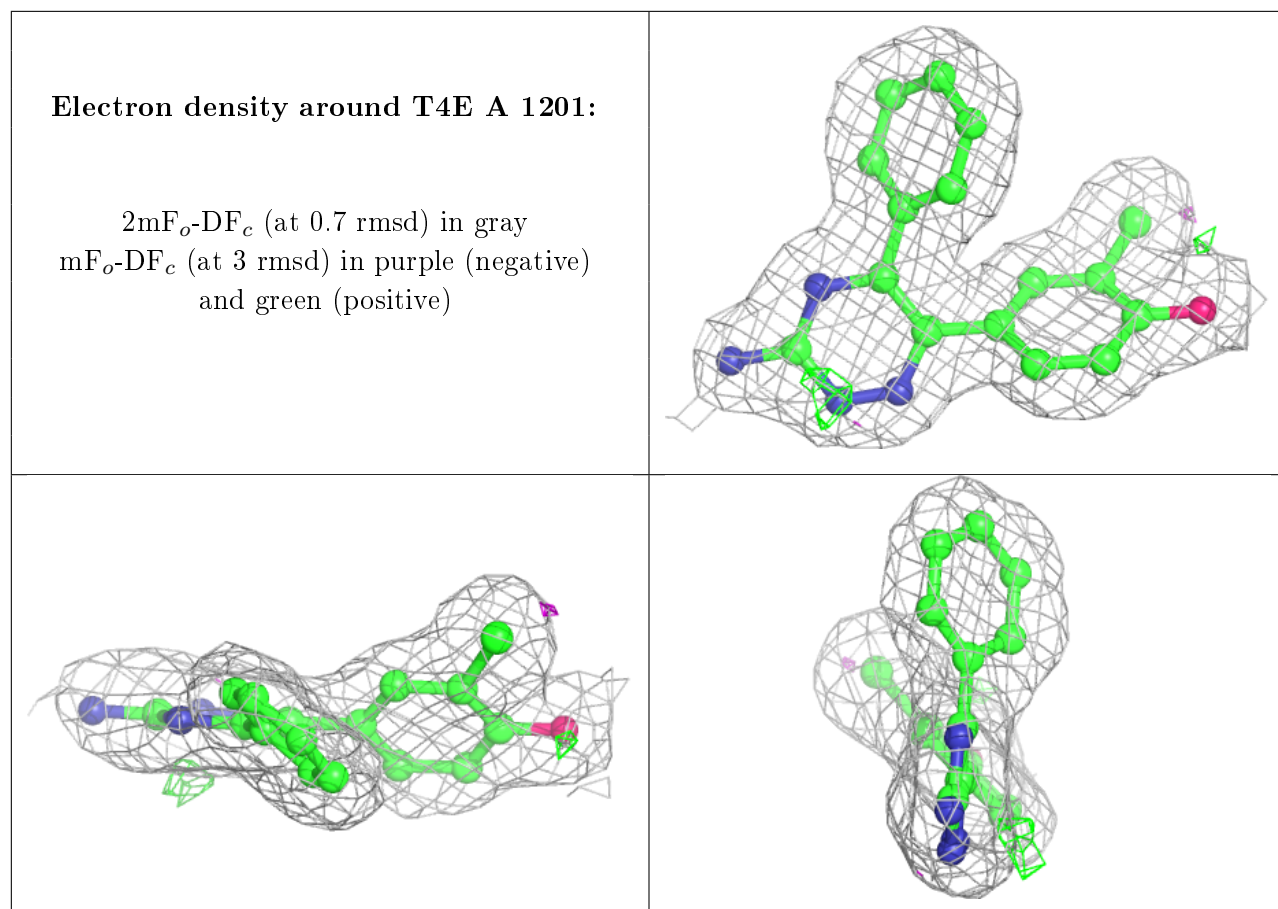 Electron density around T4E A 1201:
2mFo-DFc (at 0.7 rmsd) in gray
mFo-DFc (at 3 rmsd) in purple (negative)
and green (positive)